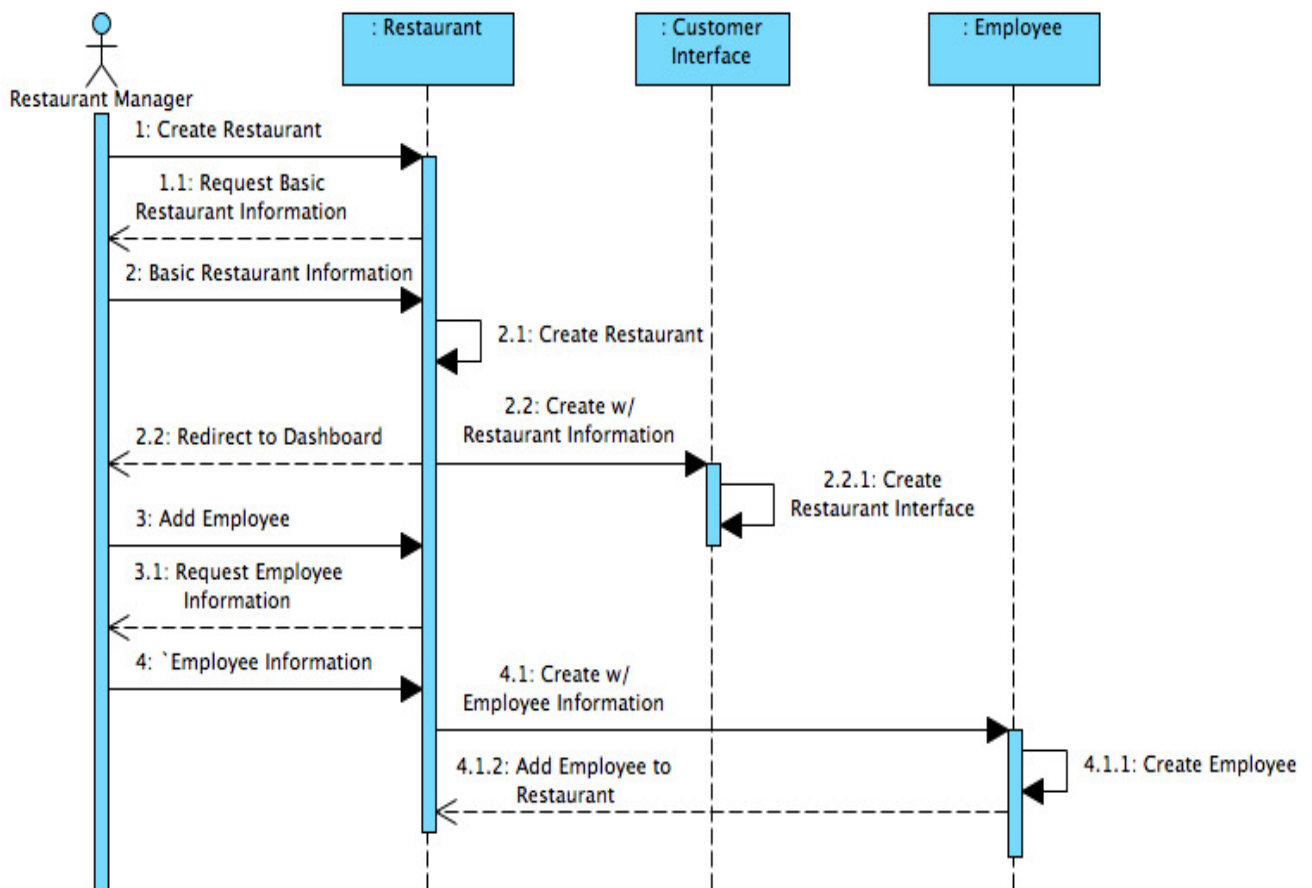 : Restaurant
: Customer
Interface
: Employee
Restaurant Manager
1: Create Restaurant
1.1: Request Basic
Restaurant Information
2: Basic Restaurant Information
2.1: Create Restaurant
2.2: Create w/
Restaurant Information
2.2: Redirect to Dashboard
2.2.1: Create
Restaurant Interface
3: Add Employee
3.1: Request Employee
Information
4: `Employee Information
4.1: Create w/
Employee Information
4.1.1: Create Employee
4.1.2: Add Employee to
Restaurant